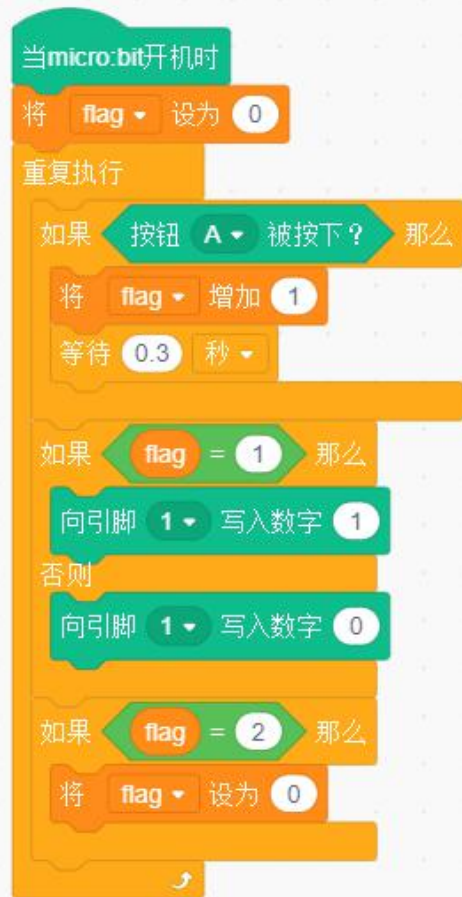 当micro:bit开机时
将 flag 设为 0
重复执行
如果 按钮 A 被按下？ 那么
将 flag 增加 1
等待 0.3 秒
如果 flag = 1 那么
向引脚 1 写入数字 1
否则
向引脚 1 写入数字 0
如果 flag = 2 那么
将 flag 设为 0